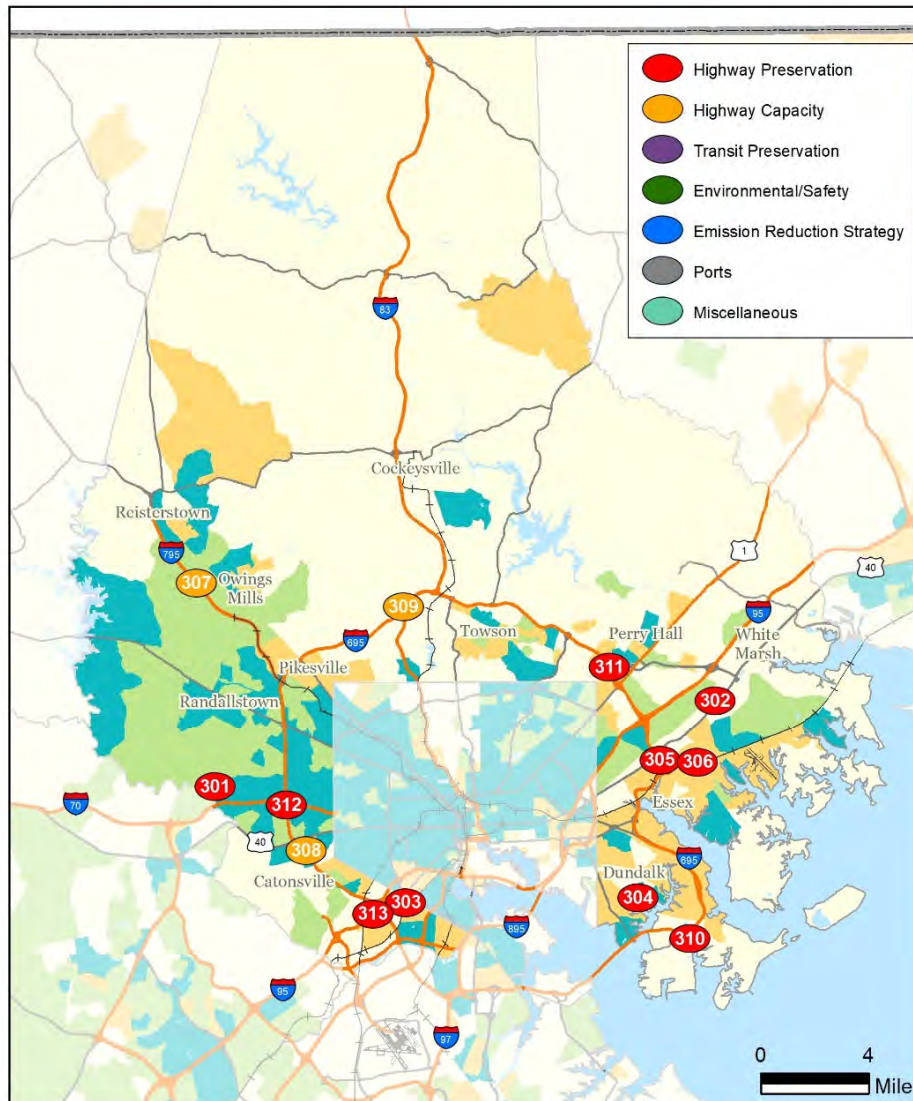 Highway Preservation
Highway Capacity
Transit Preservation
Environmental/Safety
Emission Reduction Strategy
Ports
Miscellaneous
83
Cockeysville
Reisterstown
795
307
Owings
Mills
309
695
Towson
Pikesville
Randallstown
1
40
95
Perry Hall
White
Marsh
311
302
305
306
Essex
301
70
312
40
308
Catonsville
695
Dundalk
304
303
313
310
895
95
97
0
4
Mile